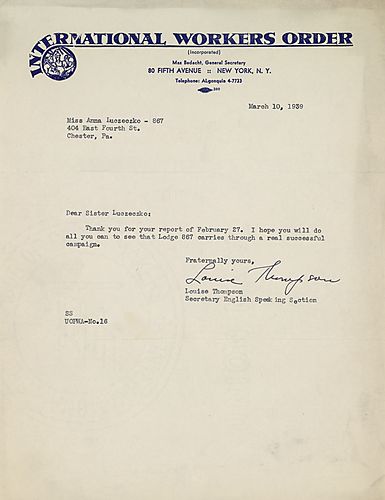 INTERNATIONAL WORKERS ORDER
(Incorporated)
Max Bedacht, General Secretary
80 FIFTH AVENUE :: NEW YORK, N. Y.
Telephone: ALgonquin 4-7733
March 10, 1939
Miss Anna Luczeczko - 867
404 East Fourth St.
Chester, Pa.
Dear Sister Luczeczko:
Thank you for your report of February 27. I hope you will do
all you can to see that Lodge 867 carries through a real successful
campaign.
Fraternally yours,
Louise Thompson
Louise Thompson
Secretary English Speaking Section
SS
UOPWA-No.16